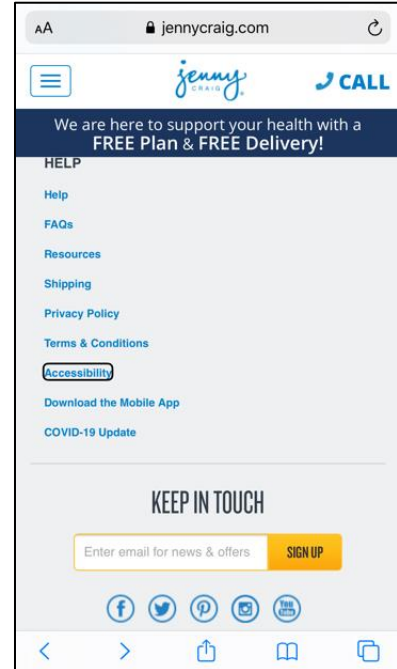 AA jennycraig.com
jenny
CRAIG
CALL
We are here to support your health with a
FREE Plan & FREE Delivery!
HELP
Help
FAQs
Resources
Shipping
Privacy Policy
Terms & Conditions
Accessibility
Download the Mobile App
COVID-19 Update
KEEP IN TOUCH
Enter email for news & offers SIGN UP
f You Tube